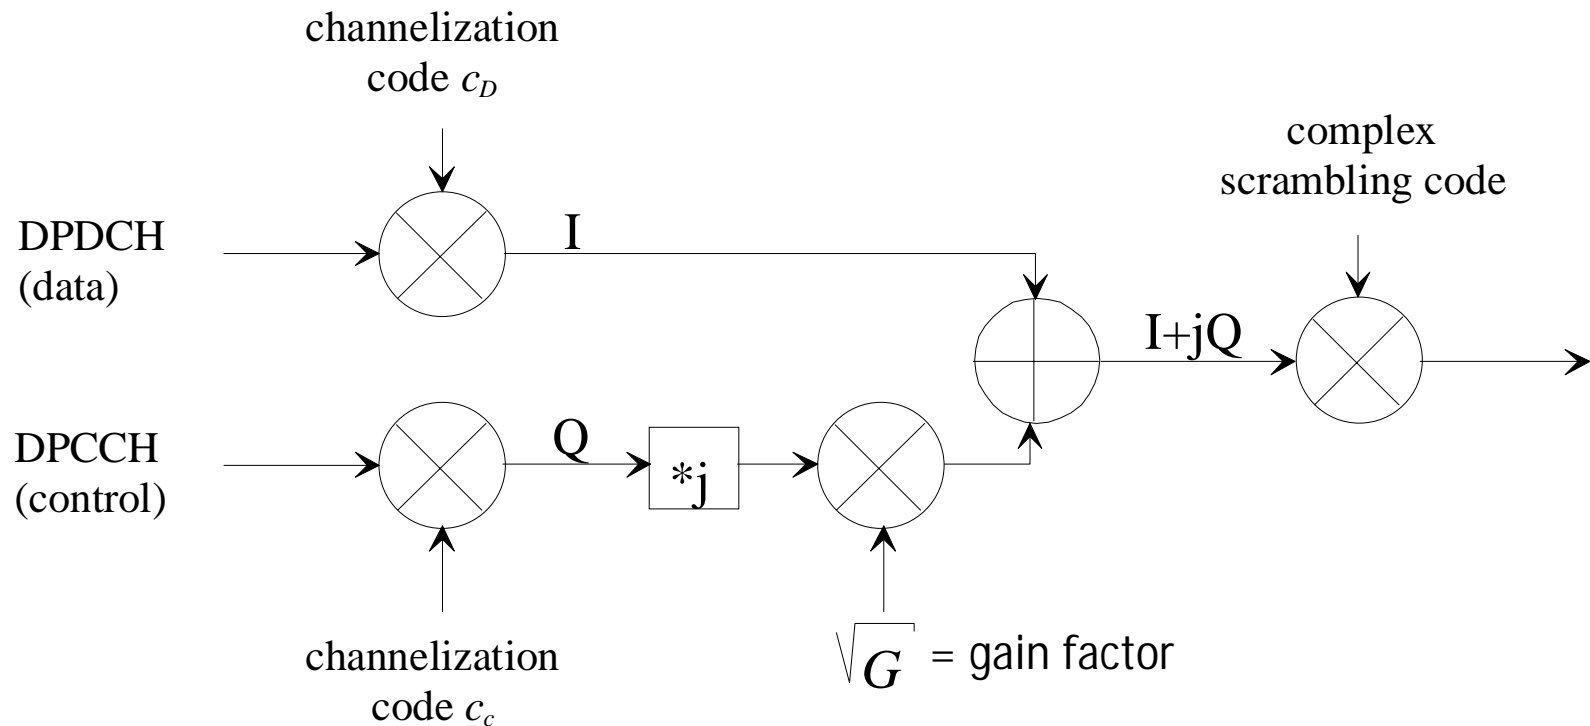 channelization
code c_D
complex
scrambling code
DPDCH
(data)
I
I+jQ
DPCCH
(control)
Q
*j
channelization
code c_c
√G = gain factor